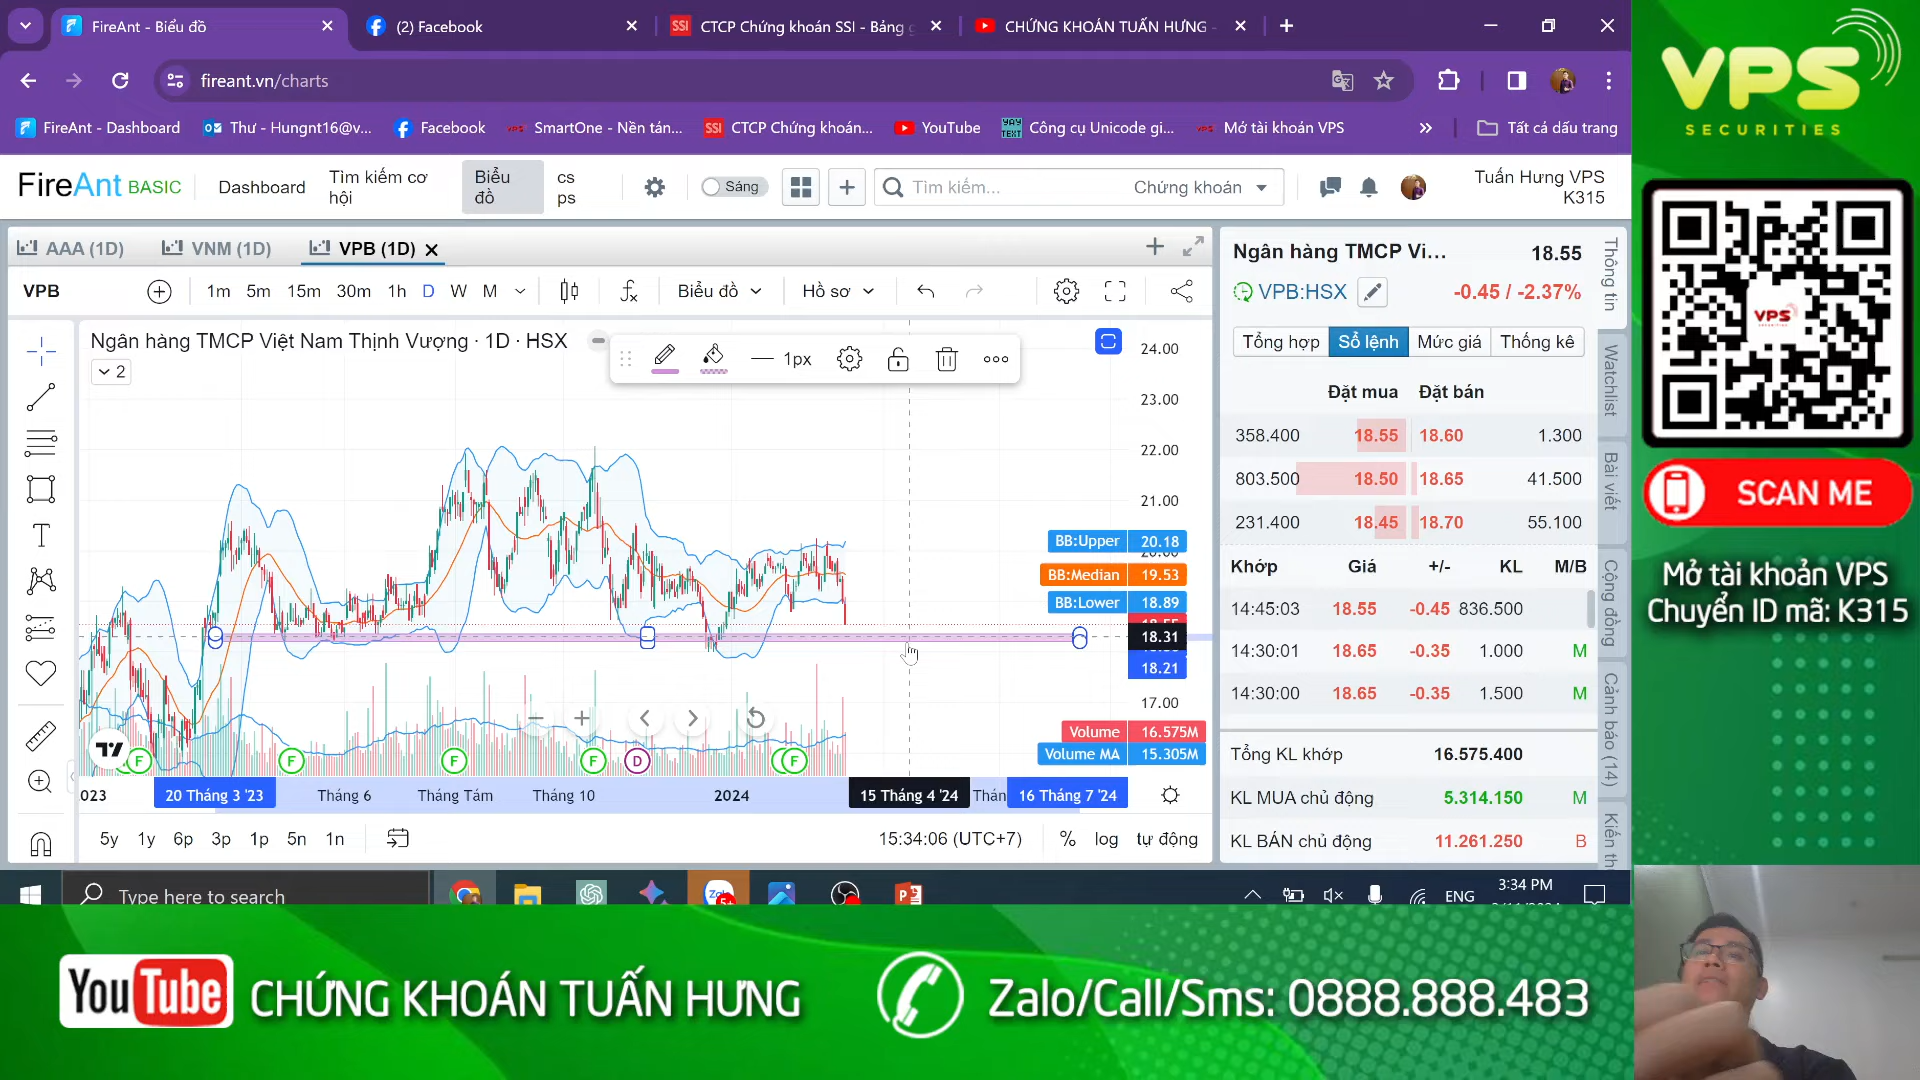 FireAnt - Biểu đồ
(2) Facebook
CTCP Chứng khoán SSI - Bảng g
CHỨNG KHOÁN TUẤN HƯNG -
fireant.vn/charts
FireAnt - Dashboard
Thư - Hungnt16@v...
Facebook
SmartOne - Nền tản...
CTCP Chứng khoán...
YouTube
Công cụ Unicode gi...
Mở tài khoản VPS
Tất cả dấu trang
FireAnt BASIC
Dashboard
Tìm kiếm cơ hội
Biểu đồ
cs ps
Sáng
Tìm kiếm...
Chứng khoán
Tuấn Hưng VPS
K315
AAA (1D)
VNM (1D)
VPB (1D)
VPB
1m 5m 15m 30m 1h D W M
Biểu đồ
Hồ sơ
Ngân hàng TMCP Việt Nam Thịnh Vượng · 1D · HSX
2
1px
24.00
23.00
22.00
21.00
BB:Upper 20.18
BB:Median 19.53
BB:Lower 18.89
18.31
18.21
17.00
Volume 16.575M
Volume MA 15.305M
F F F F D F
023
20 Tháng 3 '23
Tháng 6
Tháng Tám
Tháng 10
2024
15 Tháng 4 '24
Thán
16 Tháng 7 '24
5y 1y 6p 3p 1p 5n 1n
15:34:06 (UTC+7)
% log tự động
Ngân hàng TMCP Vi... 18.55
VPB:HSX -0.45 / -2.37%
Tổng hợp Sổ lệnh Mức giá Thống kê
Đặt mua Đặt bán
358.400 18.55 18.60 1.300
803.500 18.50 18.65 41.500
231.400 18.45 18.70 55.100
Khớp Giá +/- KL M/B
14:45:03 18.55 -0.45 836.500
14:30:01 18.65 -0.35 1.000 M
14:30:00 18.65 -0.35 1.500 M
Tổng KL khớp 16.575.400
KL MUA chủ động 5.314.150 M
KL BÁN chủ động 11.261.250 B
Thông tin
Watchlist
Bài viết
Cộng đồng
Cảnh báo (14)
Kiến th
Type here to search
ENG
3:34 PM
VPS
SECURITIES
VPS
SCAN ME
Mở tài khoản VPS
Chuyển ID mã: K315
YouTube
CHỨNG KHOÁN TUẤN HƯNG
Zalo/Call/Sms: 0888.888.483